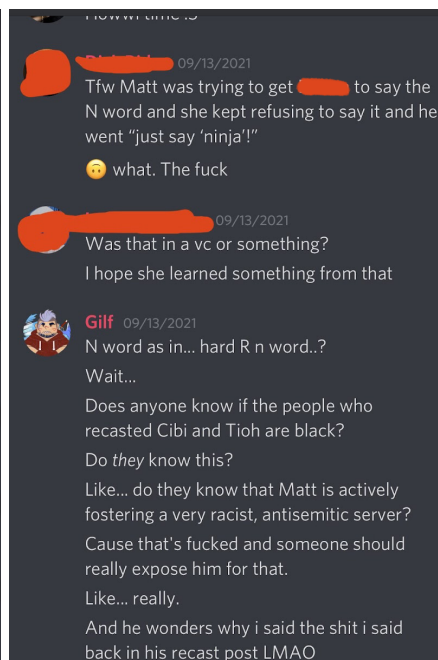 09/13/2021
Tfw Matt was trying to get to say the
N word and she kept refusing to say it and he
went “just say ‘ninja’!”
🙃 what. The fuck
09/13/2021
Was that in a vc or something?
I hope she learned something from that
Gilf 09/13/2021
N word as in... hard R n word..?
Wait...
Does anyone know if the people who
recasted Cibi and Tioh are black?
Do they know this?
Like... do they know that Matt is actively
fostering a very racist, antisemitic server?
Cause that's fucked and someone should
really expose him for that.
Like... really.
And he wonders why i said the shit i said
back in his recast post LMAO